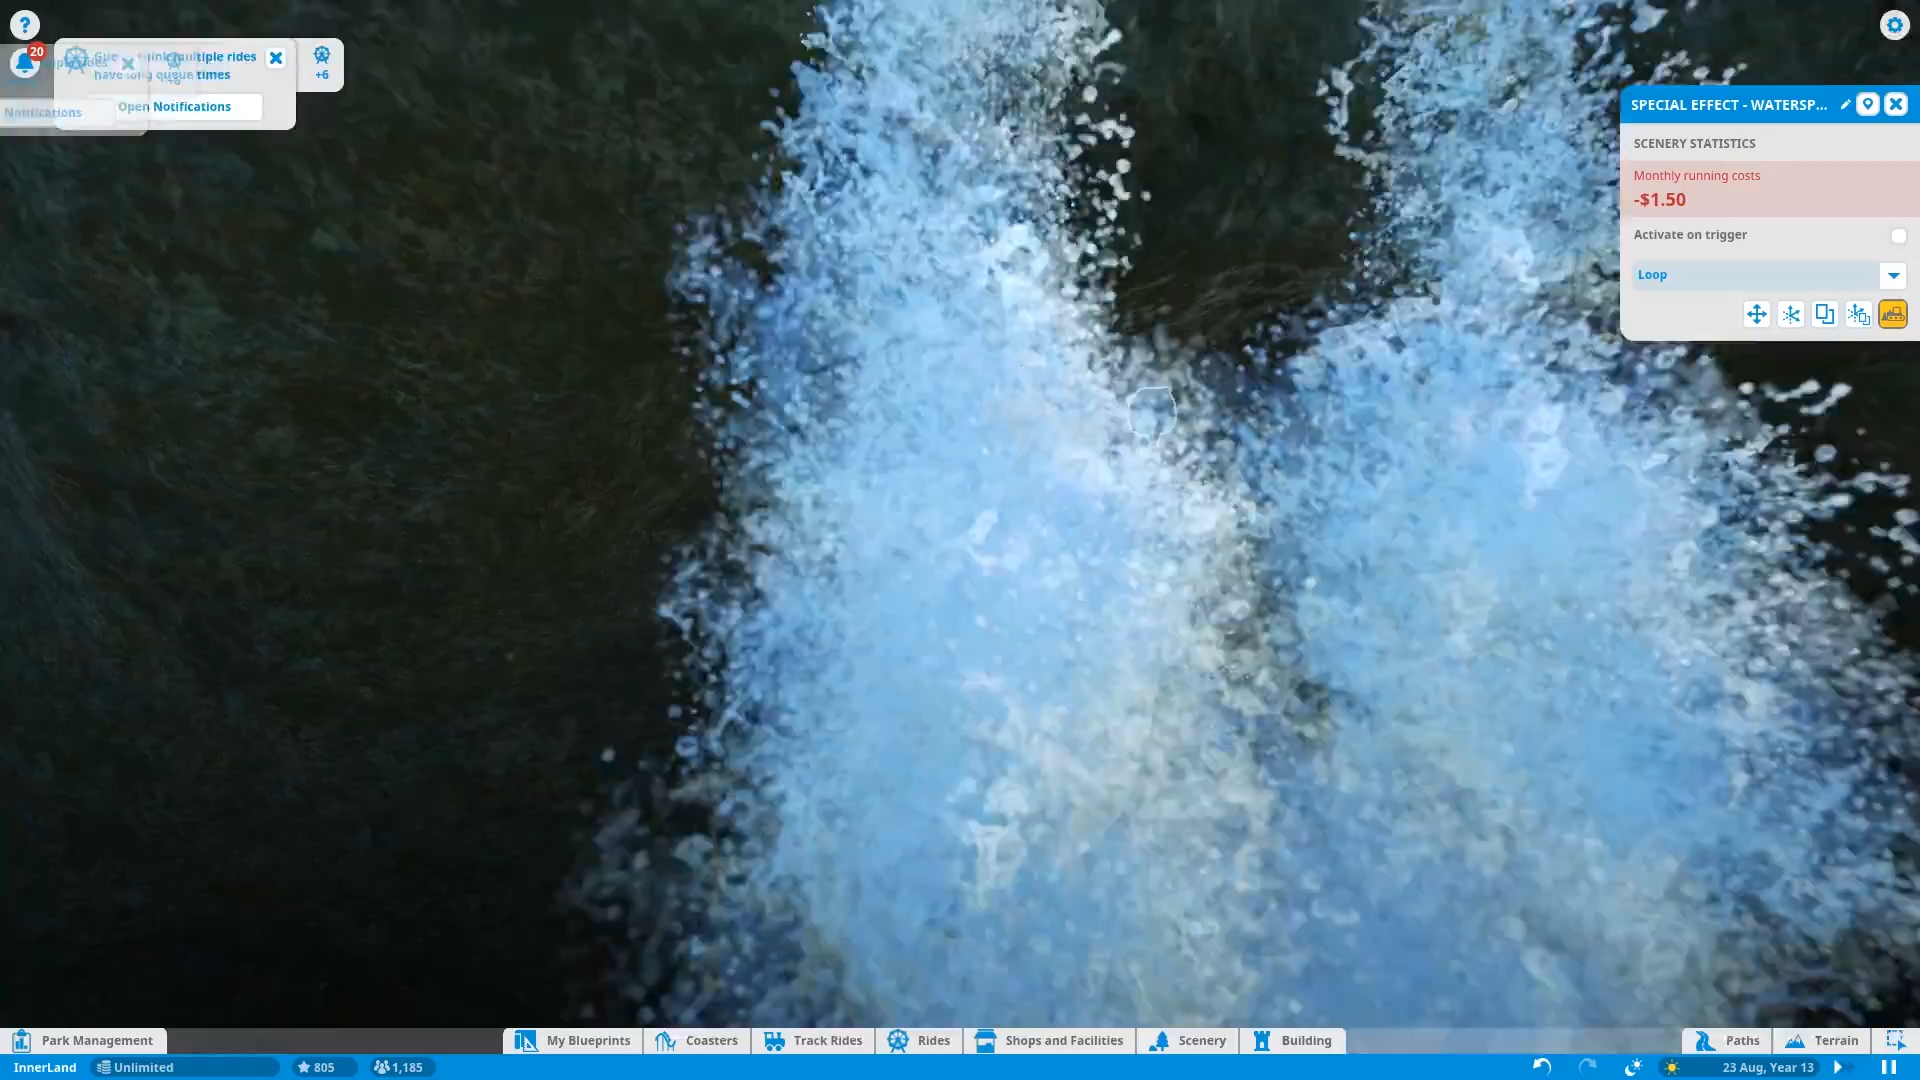 ?
20
multiple rides
have long queue times
+6
Open Notifications
Notifications
SPECIAL EFFECT - WATERSP...
SCENERY STATISTICS
Monthly running costs
-$1.50
Activate on trigger
Loop
Park Management
My Blueprints
Coasters
Track Rides
Rides
Shops and Facilities
Scenery
Building
Paths
Terrain
InnerLand
Unlimited
805
1,185
23 Aug, Year 13